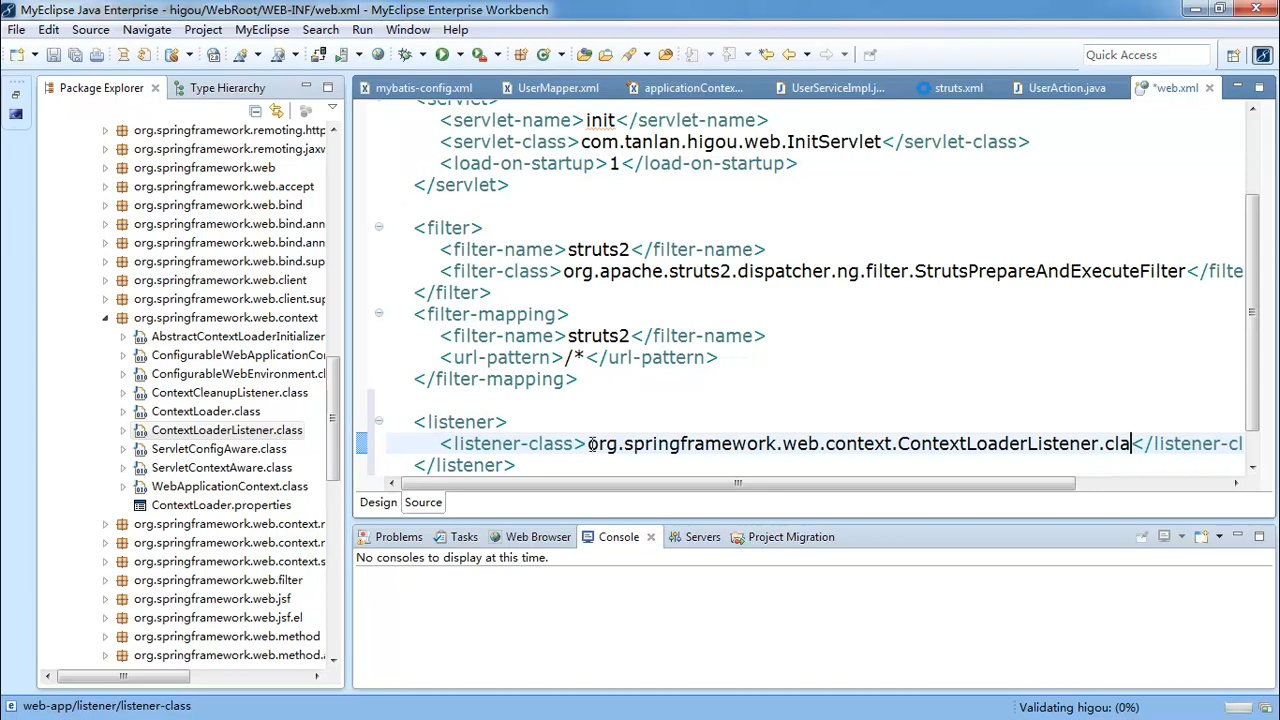 MyEclipse Java Enterprise - higou/WebRoot/WEB-INF/web.xml - MyEclipse Enterprise Workbench
File Edit Source Navigate Project MyEclipse Search Run Window Help
Quick Access
Package Explorer Type Hierarchy
mybatis-config.xml UserMapper.xml applicationContex... UserServiceImpl.j... struts.xml UserAction.java *web.xml
org.springframework.remoting.http
org.springframework.remoting.jaxw
org.springframework.web
org.springframework.web.accept
org.springframework.web.bind
org.springframework.web.bind.ann
org.springframework.web.bind.ann
org.springframework.web.bind.sup
org.springframework.web.client
org.springframework.web.client.sup
org.springframework.web.context
AbstractContextLoaderInitializer
ConfigurableWebApplicationCor
ConfigurableWebEnvironment.cl
ContextCleanupListener.class
ContextLoader.class
ContextLoaderListener.class
ServletConfigAware.class
ServletContextAware.class
WebApplicationContext.class
ContextLoader.properties
org.springframework.web.context.r
org.springframework.web.context.r
org.springframework.web.context.s
org.springframework.web.filter
org.springframework.web.jsf
org.springframework.web.jsf.el
org.springframework.web.method
org.springframework.web.method.a
<servlet>
<servlet-name>init</servlet-name>
<servlet-class>com.tanlan.higou.web.InitServlet</servlet-class>
<load-on-startup>1</load-on-startup>
</servlet>
<filter>
<filter-name>struts2</filter-name>
<filter-class>org.apache.struts2.dispatcher.ng.filter.StrutsPrepareAndExecuteFilter</filte
</filter>
<filter-mapping>
<filter-name>struts2</filter-name>
<url-pattern>/*</url-pattern>
</filter-mapping>
<listener>
<listener-class>org.springframework.web.context.ContextLoaderListener.cla</listener-cl
</listener>
Design Source
Problems Tasks Web Browser Console Servers Project Migration
No consoles to display at this time.
web-app/listener/listener-class
Validating higou: (0%)